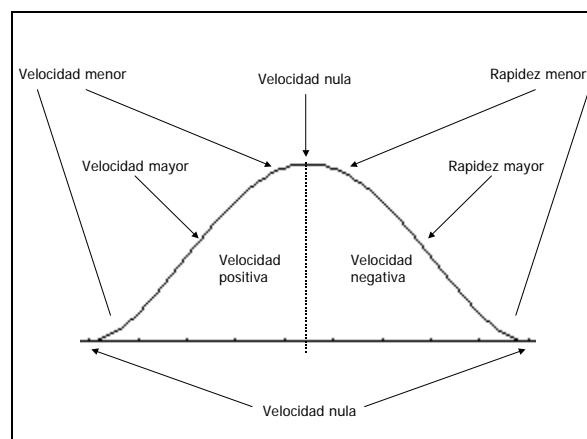 Velocidad menor
Velocidad nula
Rapidez menor
Velocidad mayor
Rapidez mayor
Velocidad
positiva
Velocidad
negativa
Velocidad nula